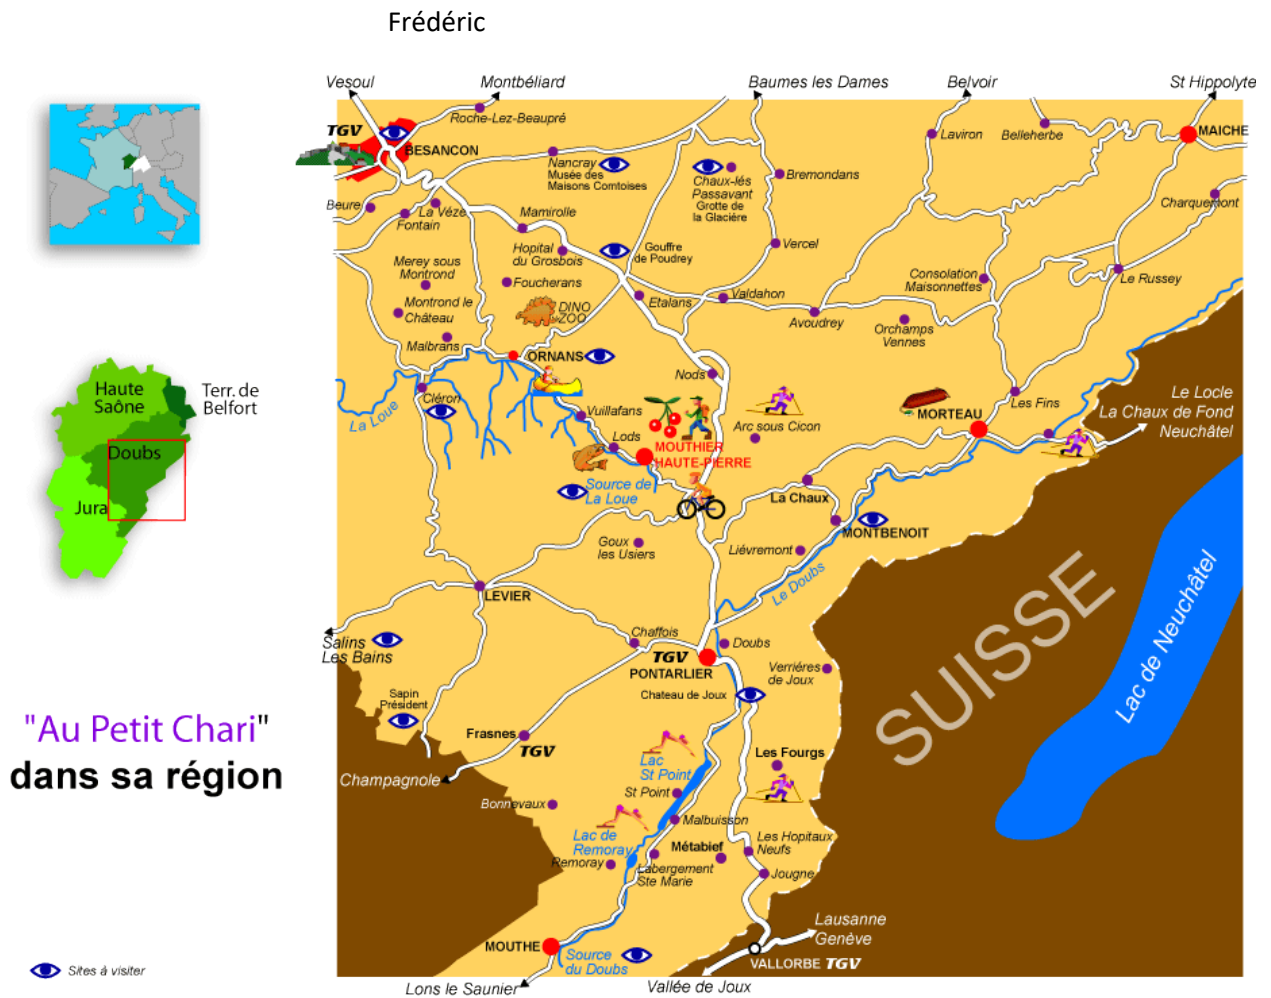 Frédéric
Vesoul
Montbéliard
Baumes les Dames
Belvoir
St Hippolyte
Roche-Lez-Beaupré
TGV
BESANCON
Laviron
Belleherbe
MAICHE
Nancray
Musée des
Maisons Comtoises
Chaux-lés
Passavant
Grotte de
la Glaciére
Bremondans
Charquemont
Beure
La Véze
Fontain
Mamirolle
Hopital
du Grosbois
Gouffre
de Poudrey
Vercel
Merey sous
Montrond
Foucherans
Consolation
Maisonnettes
Le Russey
Etalans
Valdahon
Montrond le
Château
DINO
ZOO
Avoudrey
Orchamps
Vennes
Malbrans
ORNANS
Haute
Saône
Terr. de
Belfort
Doubs
Jura
Nods
Cléron
La Loue
Vuillafans
Lods
Arc sous Cicon
MORTEAU
Les Fins
Le Locle
La Chaux de Fond
Neuchâtel
MOUTHIER
HAUTE-PIERRE
Source de
La Loue
La Chaux
MONTBENOIT
Goux
les Usiers
Liévremont
Le Doubs
SUISSE
Lac de Neuchâtel
LEVIER
Salins
Les Bains
Chaffois
Doubs
TGV
PONTARLIER
Verriéres
de Joux
Chateau de Joux
Sapin
Président
"Au Petit Chari"
dans sa région
Frasnes
TGV
Champagnole
Lac
St Point
Les Fourgs
St Point
Bonnevaux
Malbuisson
Lac de
Remoray
Les Hopitaux
Neufs
Métabief
Remoray
Labergement
Ste Marie
Jougne
Lausanne
Genève
MOUTHE
Source
du Doubs
VALLORBE TGV
Sites à visiter
Lons le Saunier
Vallée de Joux